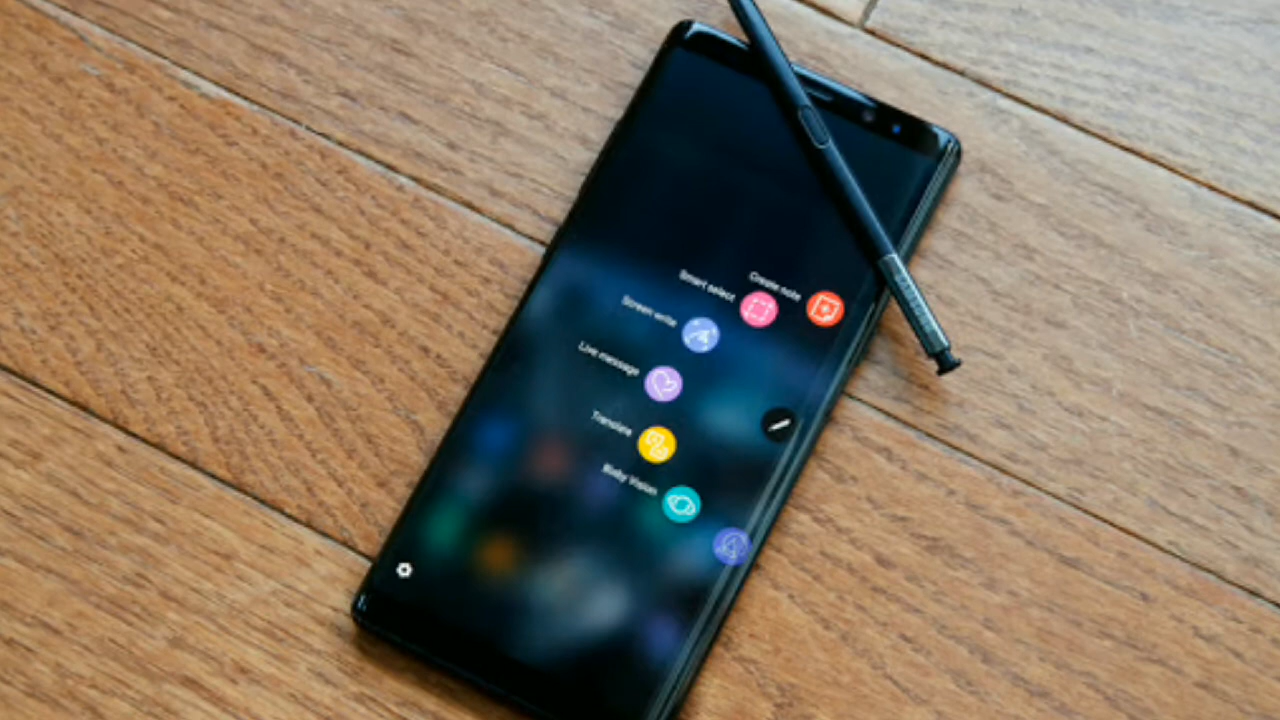 Create note
Smart select
Screen write
Live message
Translate
Bixby Vision